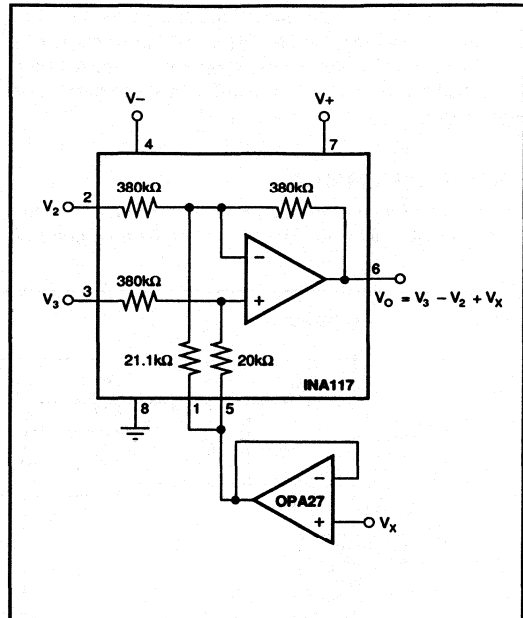 V–
V+
4
7
2
380kΩ
380kΩ
V2
6
3
380kΩ
V3
VO = V3 – V2 + VX
–
+
21.1kΩ
20kΩ
INA117
8
1
5
–
OPA27
+
VX